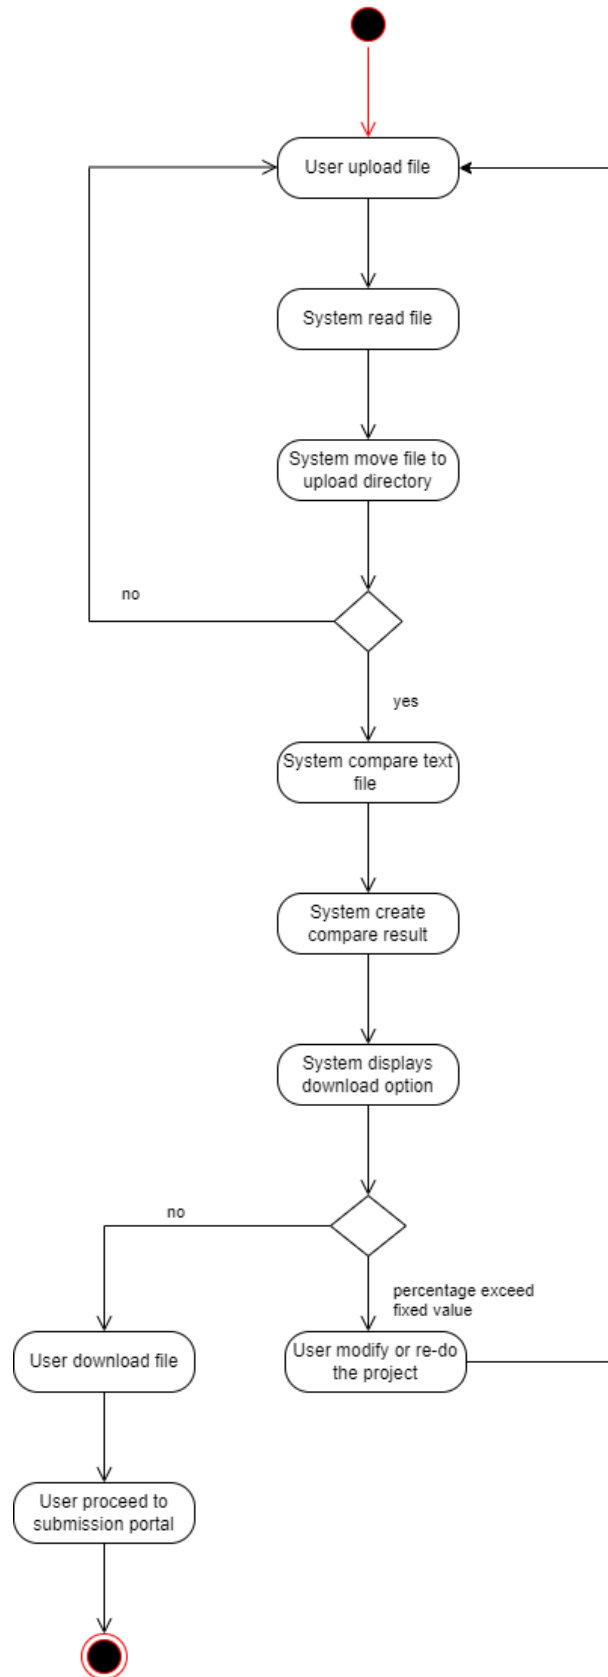 User upload file
System read file
System move file to
upload directory
no
yes
System compare text
file
System create
compare result
System displays
download option
no
percentage exceed
fixed value
User download file
User modify or re-do
the project
User proceed to
submission portal